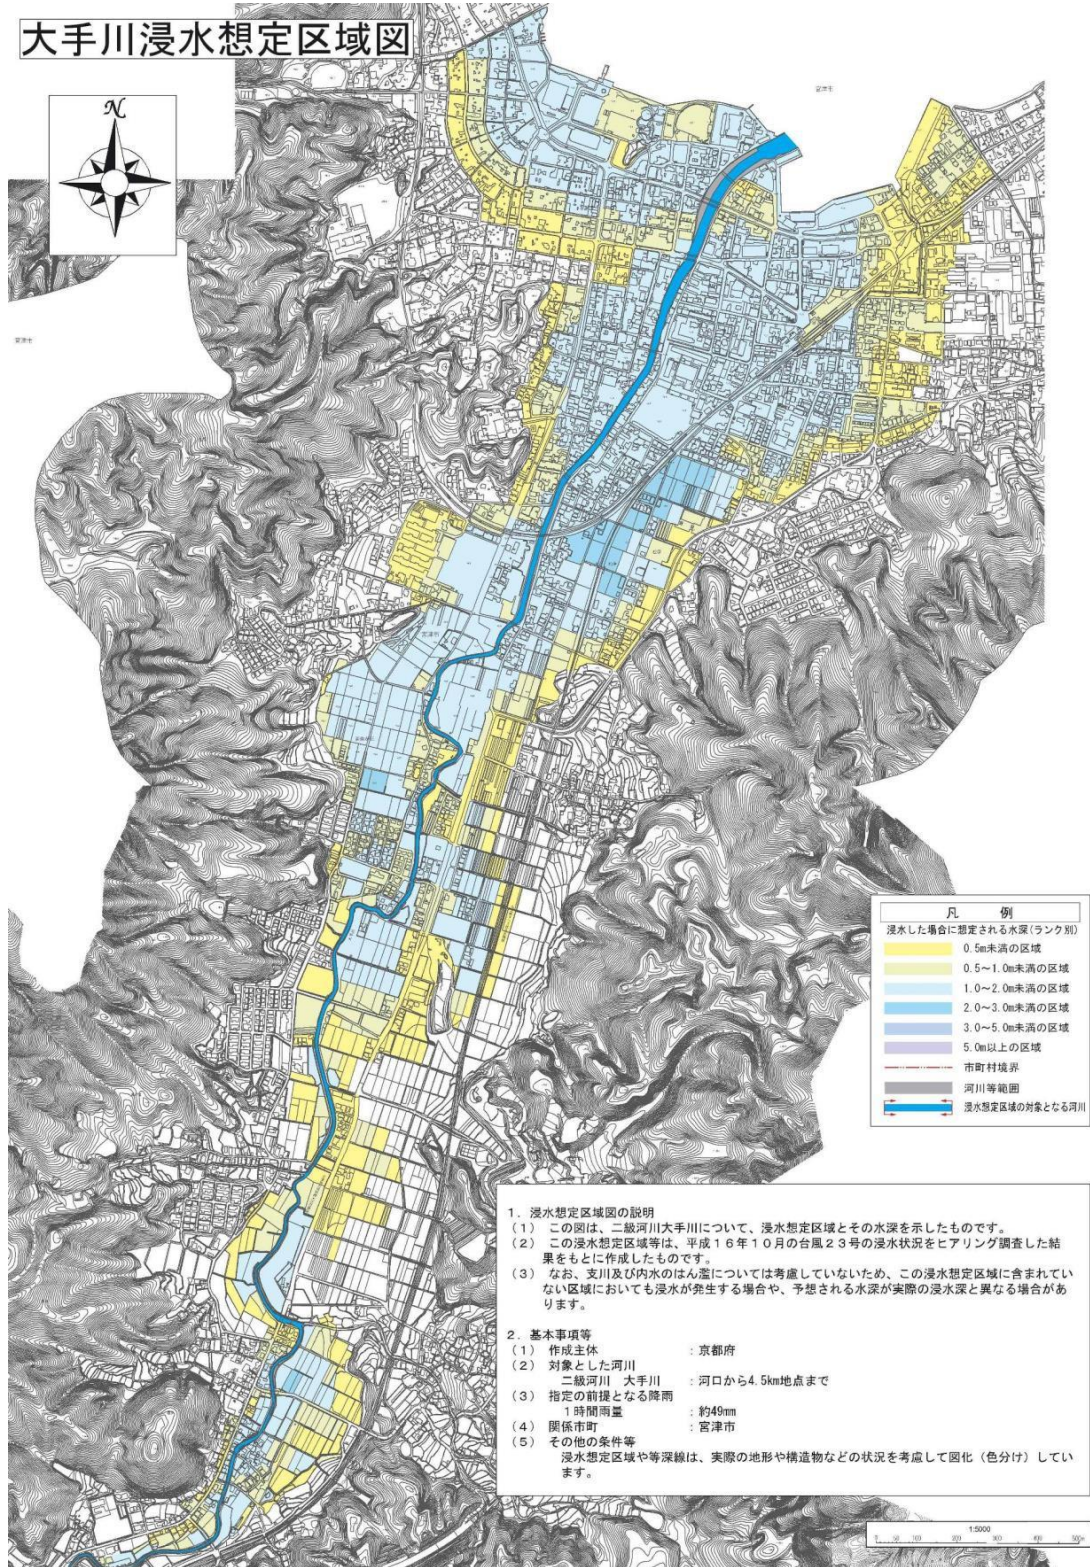 大手川浸水想定区域図
N
宮津市
宮津市
宮津市
凡 例
浸水した場合に想定される水深(ランク別)
0.5m未満の区域
0.5～1.0m未満の区域
1.0～2.0m未満の区域
2.0～3.0m未満の区域
3.0～5.0m未満の区域
5.0m以上の区域
市町村境界
河川等範囲
浸水想定区域の対象となる河川
1．浸水想定区域図の説明
(1) この図は、二級河川大手川について、浸水想定区域とその水深を示したものです。
(2) この浸水想定区域等は、平成16年10月の台風23号の浸水状況をヒアリング調査した結
果をもとに作成したものです。
(3) なお、支川及び内水のはん濫については考慮していないため、この浸水想定区域に含まれてい
ない区域においても浸水が発生する場合や、予想される水深が実際の浸水深と異なる場合があ
ります。
2．基本事項等
(1) 作成主体 ：京都府
(2) 対象とした河川
二級河川 大手川 ：河口から4.5km地点まで
(3) 指定の前提となる降雨
1時間雨量 ：約49mm
(4) 関係市町 ：宮津市
(5) その他の条件等
浸水想定区域や等深線は、実際の地形や構造物などの状況を考慮して図化（色分け）してい
ます。
1:5000
0 50 100 200 300 400 500m